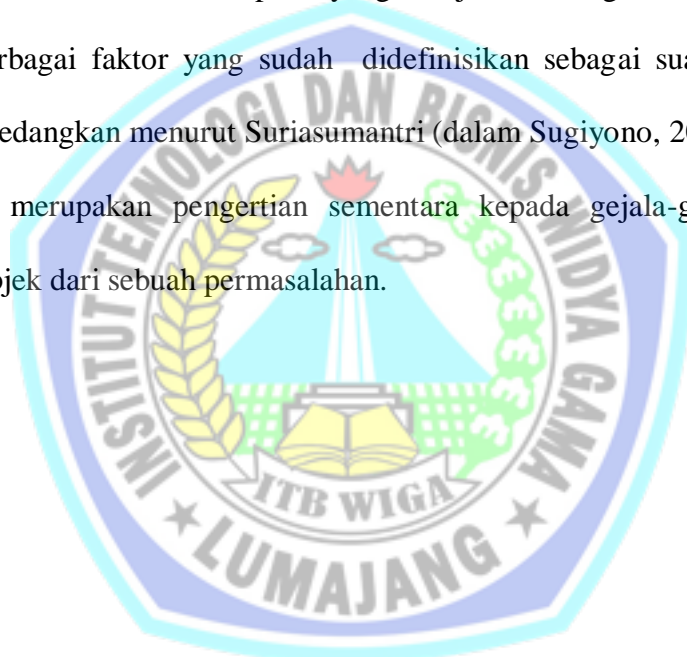 rbagai faktor yang sudah didefinisikan sebagai sua
edangkan menurut Suriasumantri (dalam Sugiyono, 20
merupakan pengertian sementara kepada gejala-g
jek dari sebuah permasalahan.
INSTITUT TEKNOLOGI DAN BISNIS WIDYA GAMA
ITB WIGA
LUMAJANG